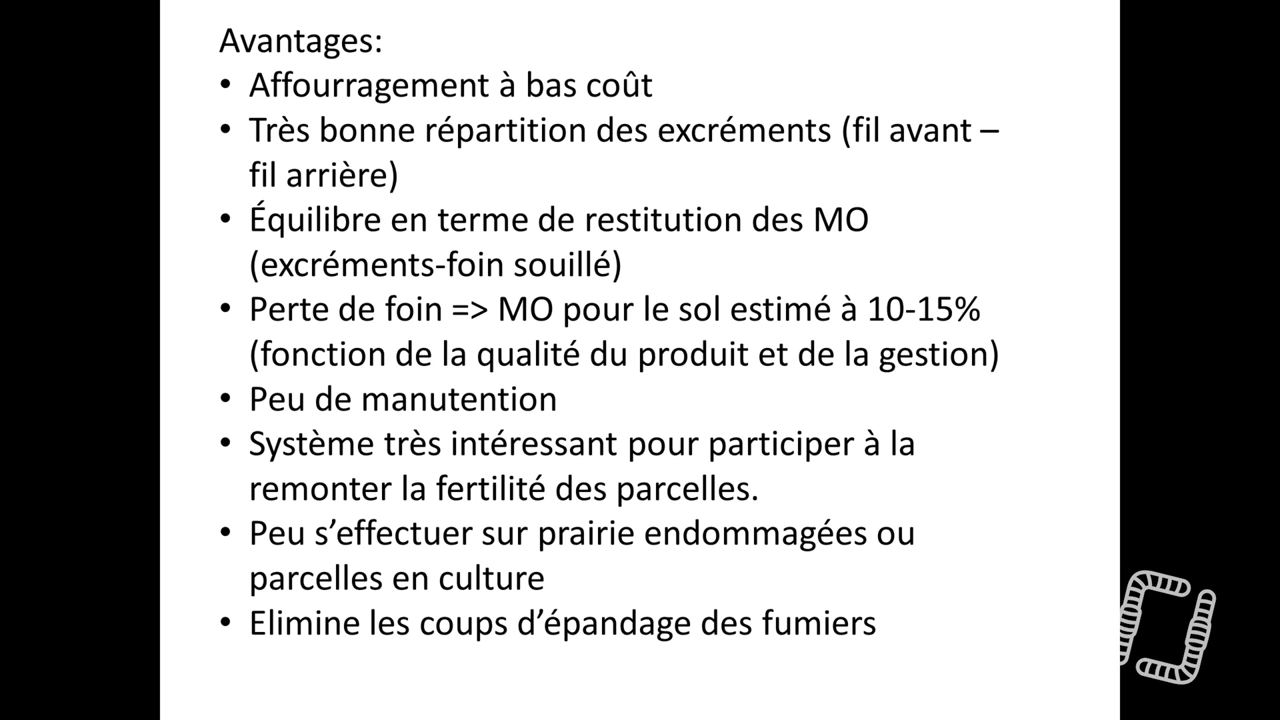 Avantages:
• Affourragement à bas coût
• Très bonne répartition des excréments (fil avant –
fil arrière)
• Équilibre en terme de restitution des MO
(excréments-foin souillé)
• Perte de foin => MO pour le sol estimé à 10-15%
(fonction de la qualité du produit et de la gestion)
• Peu de manutention
• Système très intéressant pour participer à la
remonter la fertilité des parcelles.
• Peu s’effectuer sur prairie endommagées ou
parcelles en culture
• Elimine les coups d’épandage des fumiers